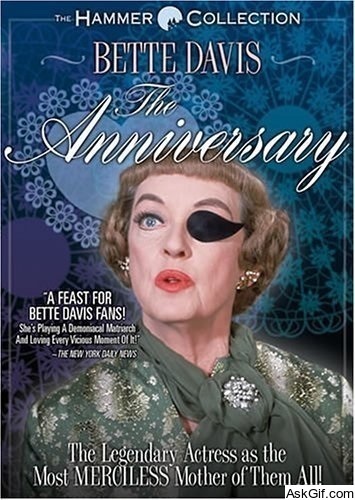 THE HAMMER COLLECTION
BETTE DAVIS
The
Anniversary
"A FEAST FOR
BETTE DAVIS FANS!
She's Playing A Demoniacal Matriarch
And Loving Every Vicious Moment Of It!"
– THE NEW YORK DAILY NEWS
The Legendary Actress as the
Most MERCILESS Mother of Them All!
AskGif.com